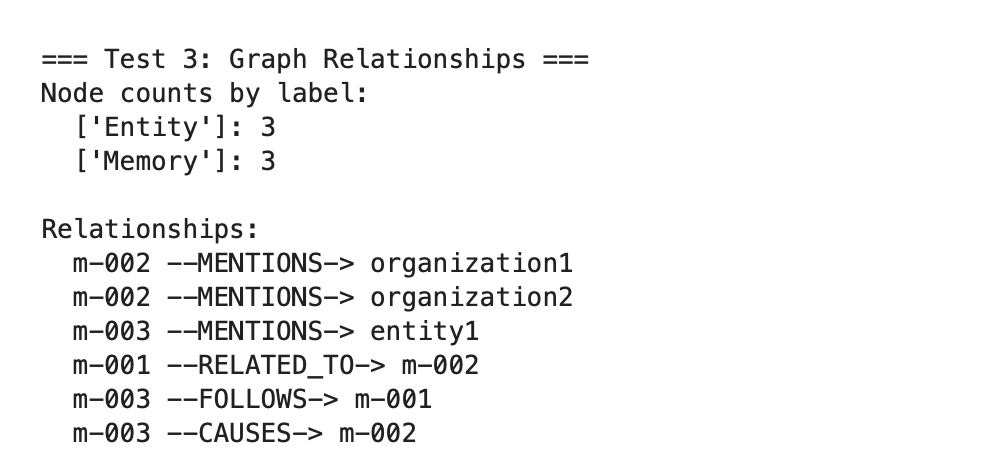 === Test 3: Graph Relationships ===
Node counts by label:
  ['Entity']: 3
  ['Memory']: 3

Relationships:
  m-002 --MENTIONS-> organization1
  m-002 --MENTIONS-> organization2
  m-003 --MENTIONS-> entity1
  m-001 --RELATED_TO-> m-002
  m-003 --FOLLOWS-> m-001
  m-003 --CAUSES-> m-002